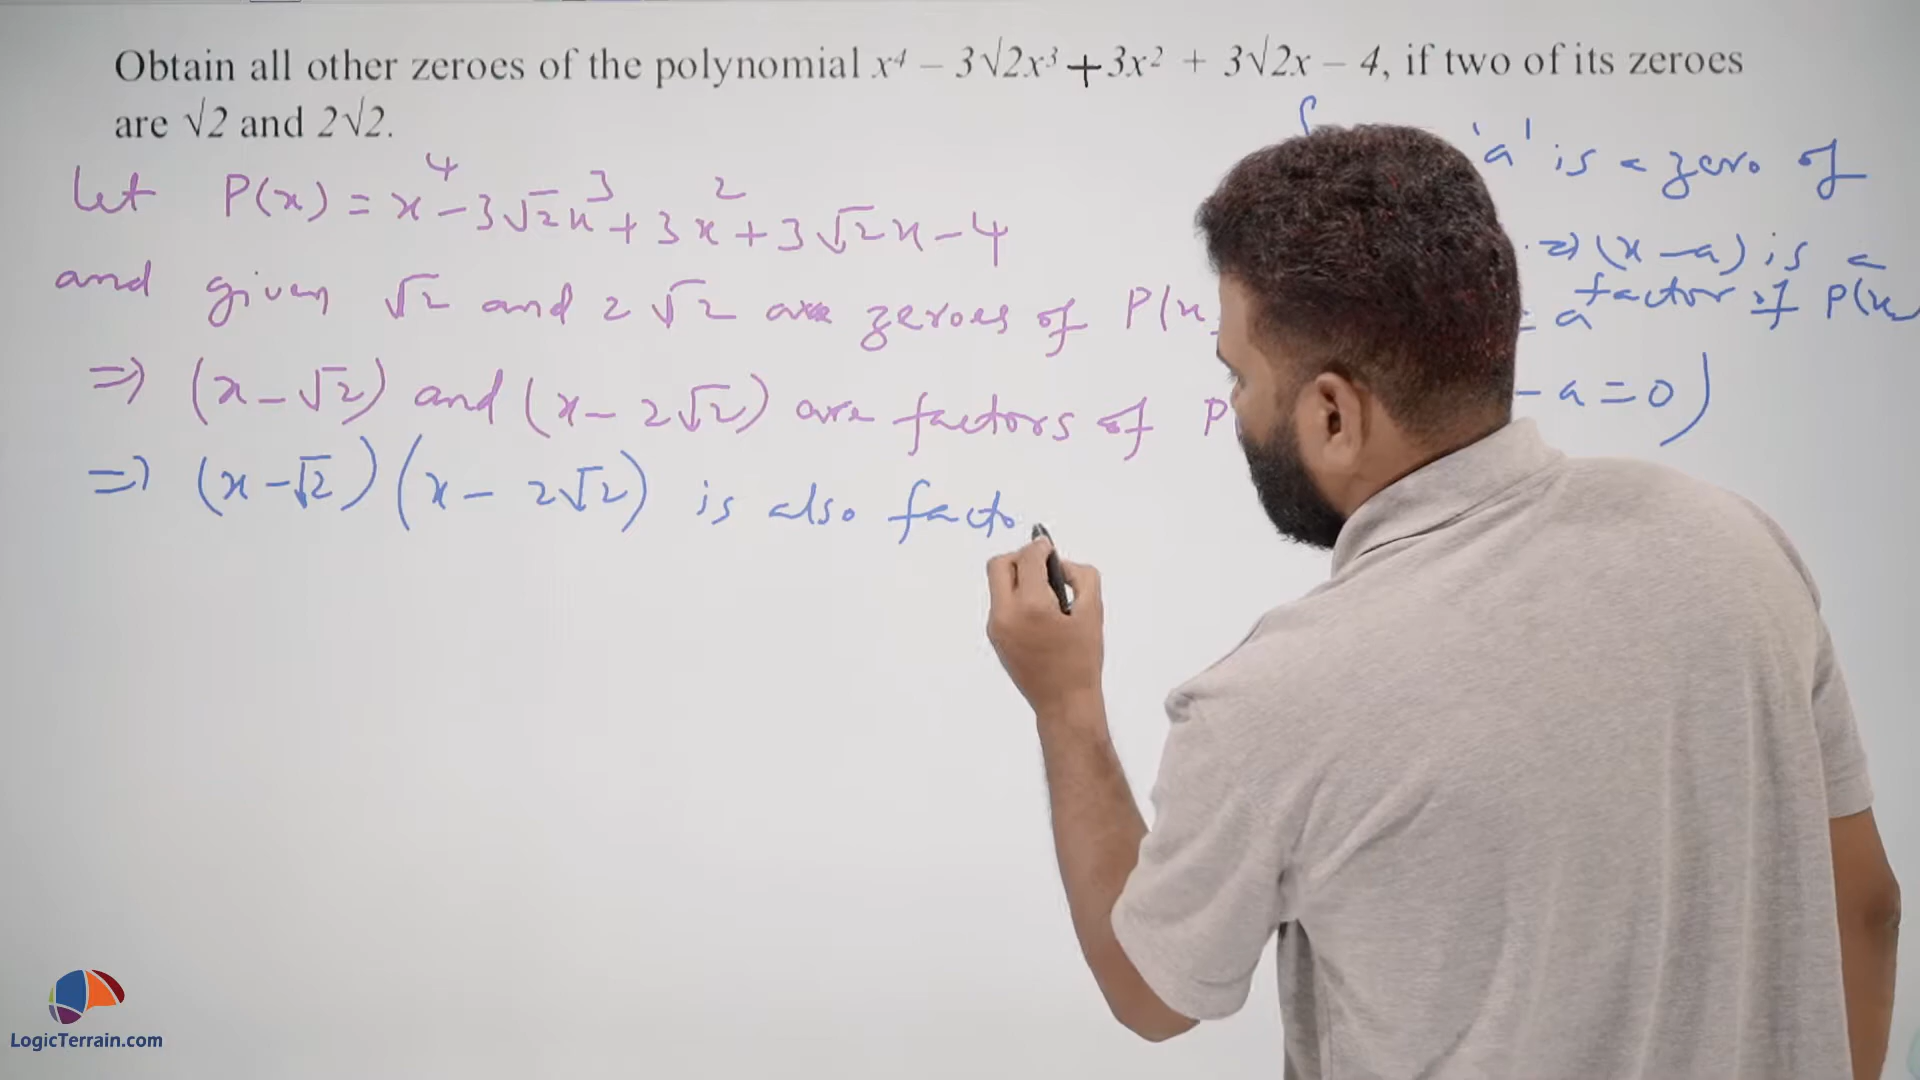 Obtain all other zeroes of the polynomial x⁴ – 3√2x³ + 3x² + 3√2x – 4, if two of its zeroes
are √2 and 2√2.
'a' is a zero of
Let P(x) = x⁴ - 3√2x³ + 3x² + 3√2x - 4
⇒ (x - a) is a
factor of P(x
and given √2 and 2√2 are zeroes of P(x
= a
⇒ (x - √2) and (x - 2√2) are factors of P
- a = 0)
⇒ (x - √2) (x - 2√2) is also facto
LogicTerrain.com